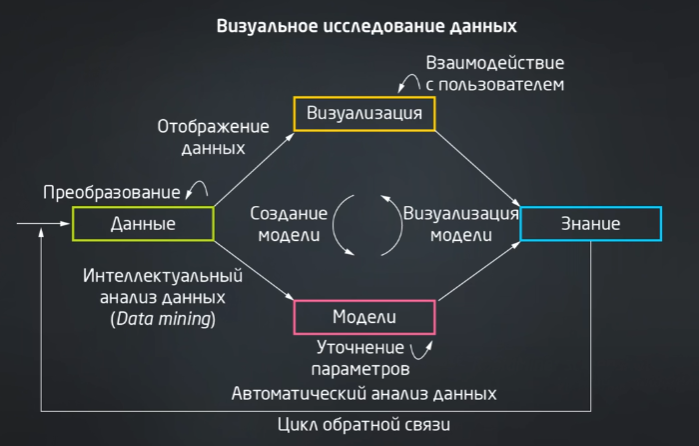 Визуальное исследование данных
Взаимодействие
с пользователем
Визуализация
Отображение
данных
Преобразование
Данные
Создание
модели
Визуализация
модели
Знание
Интеллектуальный
анализ данных
(Data mining)
Модели
Уточнение
параметров
Автоматический анализ данных
Цикл обратной связи